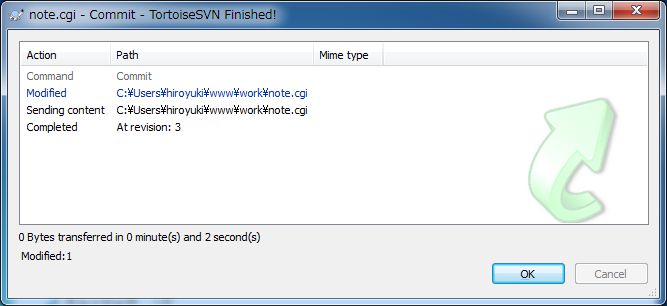 note.cgi - Commit - TortoiseSVN Finished!
Action Path Mime type
Command Commit
Modified C:¥Users¥hiroyuki¥www¥work¥note.cgi
Sending content C:¥Users¥hiroyuki¥www¥work¥note.cgi
Completed At revision: 3
0 Bytes transferred in 0 minute(s) and 2 second(s)
Modified:1
OK Cancel